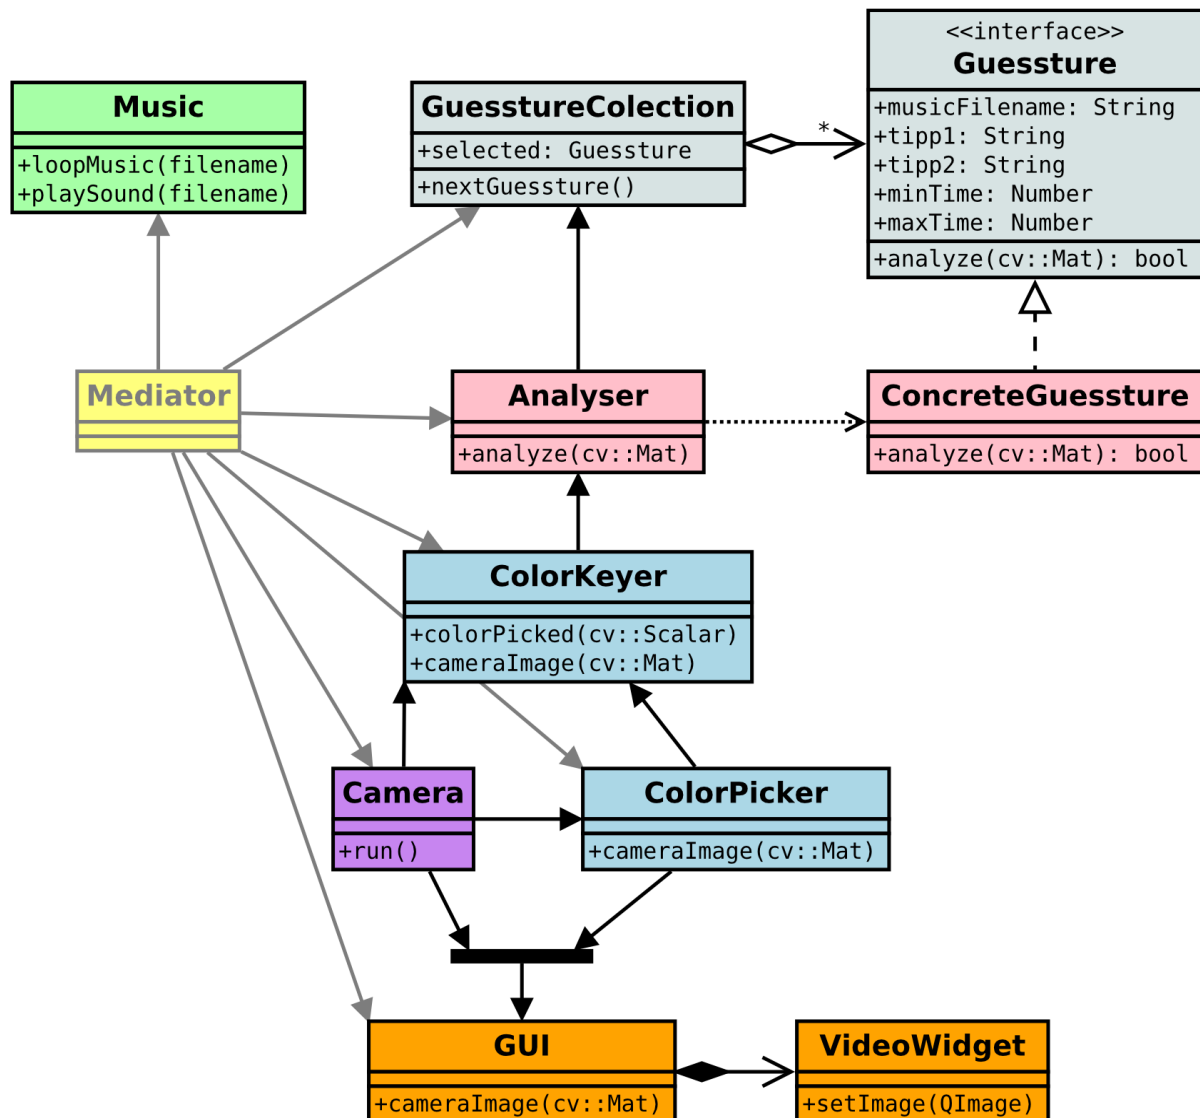 <<interface>>
Guessture
+musicFilename: String
+tipp1: String
+tipp2: String
+minTime: Number
+maxTime: Number
+analyze(cv::Mat): bool
Music
+loopMusic(filename)
+playSound(filename)
GuesstureColection
+selected: Guessture
+nextGuessture()
*
Mediator
Analyser
+analyze(cv::Mat)
ConcreteGuessture
+analyze(cv::Mat): bool
ColorKeyer
+colorPicked(cv::Scalar)
+cameraImage(cv::Mat)
Camera
+run()
ColorPicker
+cameraImage(cv::Mat)
GUI
+cameraImage(cv::Mat)
VideoWidget
+setImage(QImage)